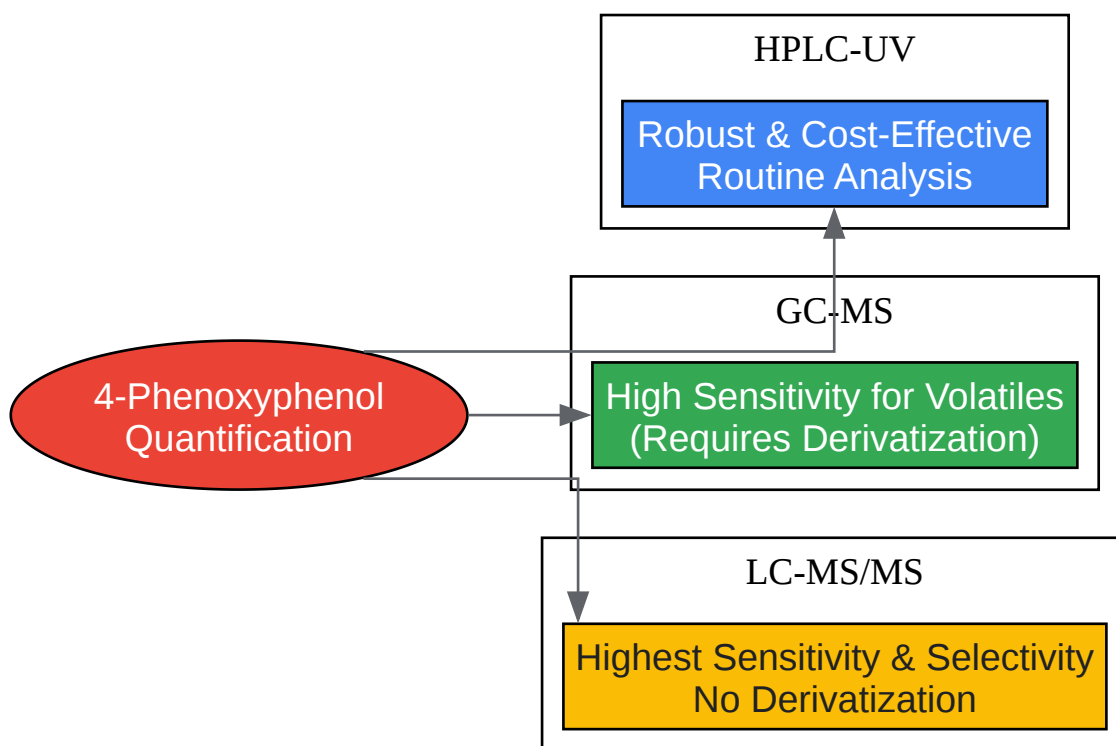 HPLC-UV
Robust & Cost-Effective
Routine Analysis
GC-MS
4-Phenoxyphenol
Quantification
High Sensitivity for Volatiles
(Requires Derivatization)
LC-MS/MS
Highest Sensitivity & Selectivity
No Derivatization